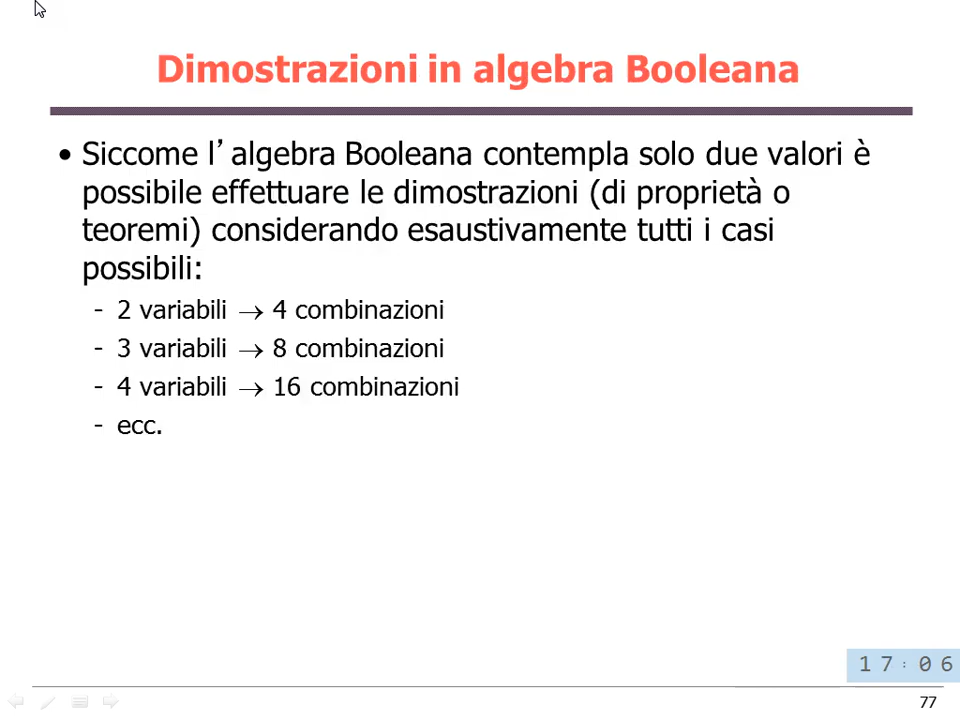 Dimostrazioni in algebra Booleana
• Siccome l’algebra Booleana contempla solo due valori è
possibile effettuare le dimostrazioni (di proprietà o
teoremi) considerando esaustivamente tutti i casi
possibili:
- 2 variabili → 4 combinazioni
- 3 variabili → 8 combinazioni
- 4 variabili → 16 combinazioni
- ecc.
17:06
77